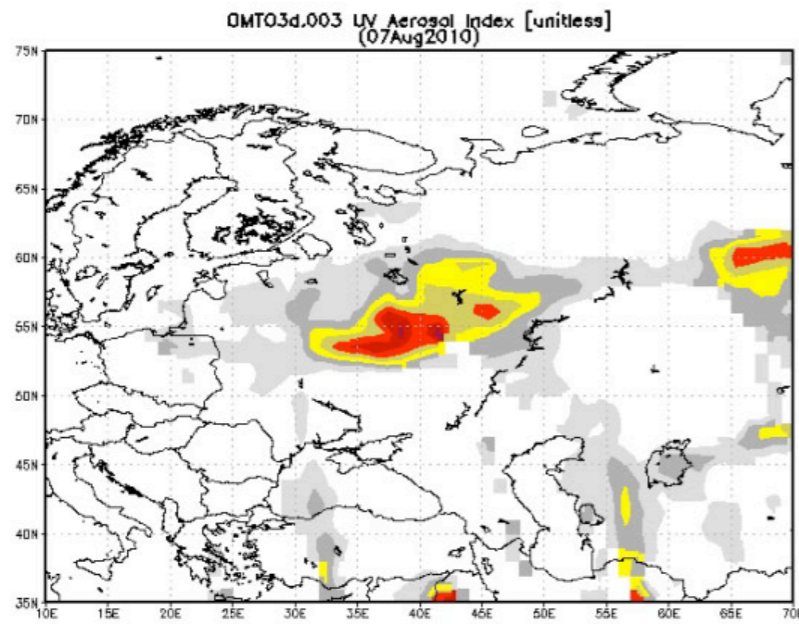 OMTO3d.003 UV Aerosol Index [unitless]
(07Aug2010)
75N
70N
65N
60N
55N
50N
45N
40N
35N
10E 15E 20E 25E 30E 35E 40E 45E 50E 55E 60E 65E 70E